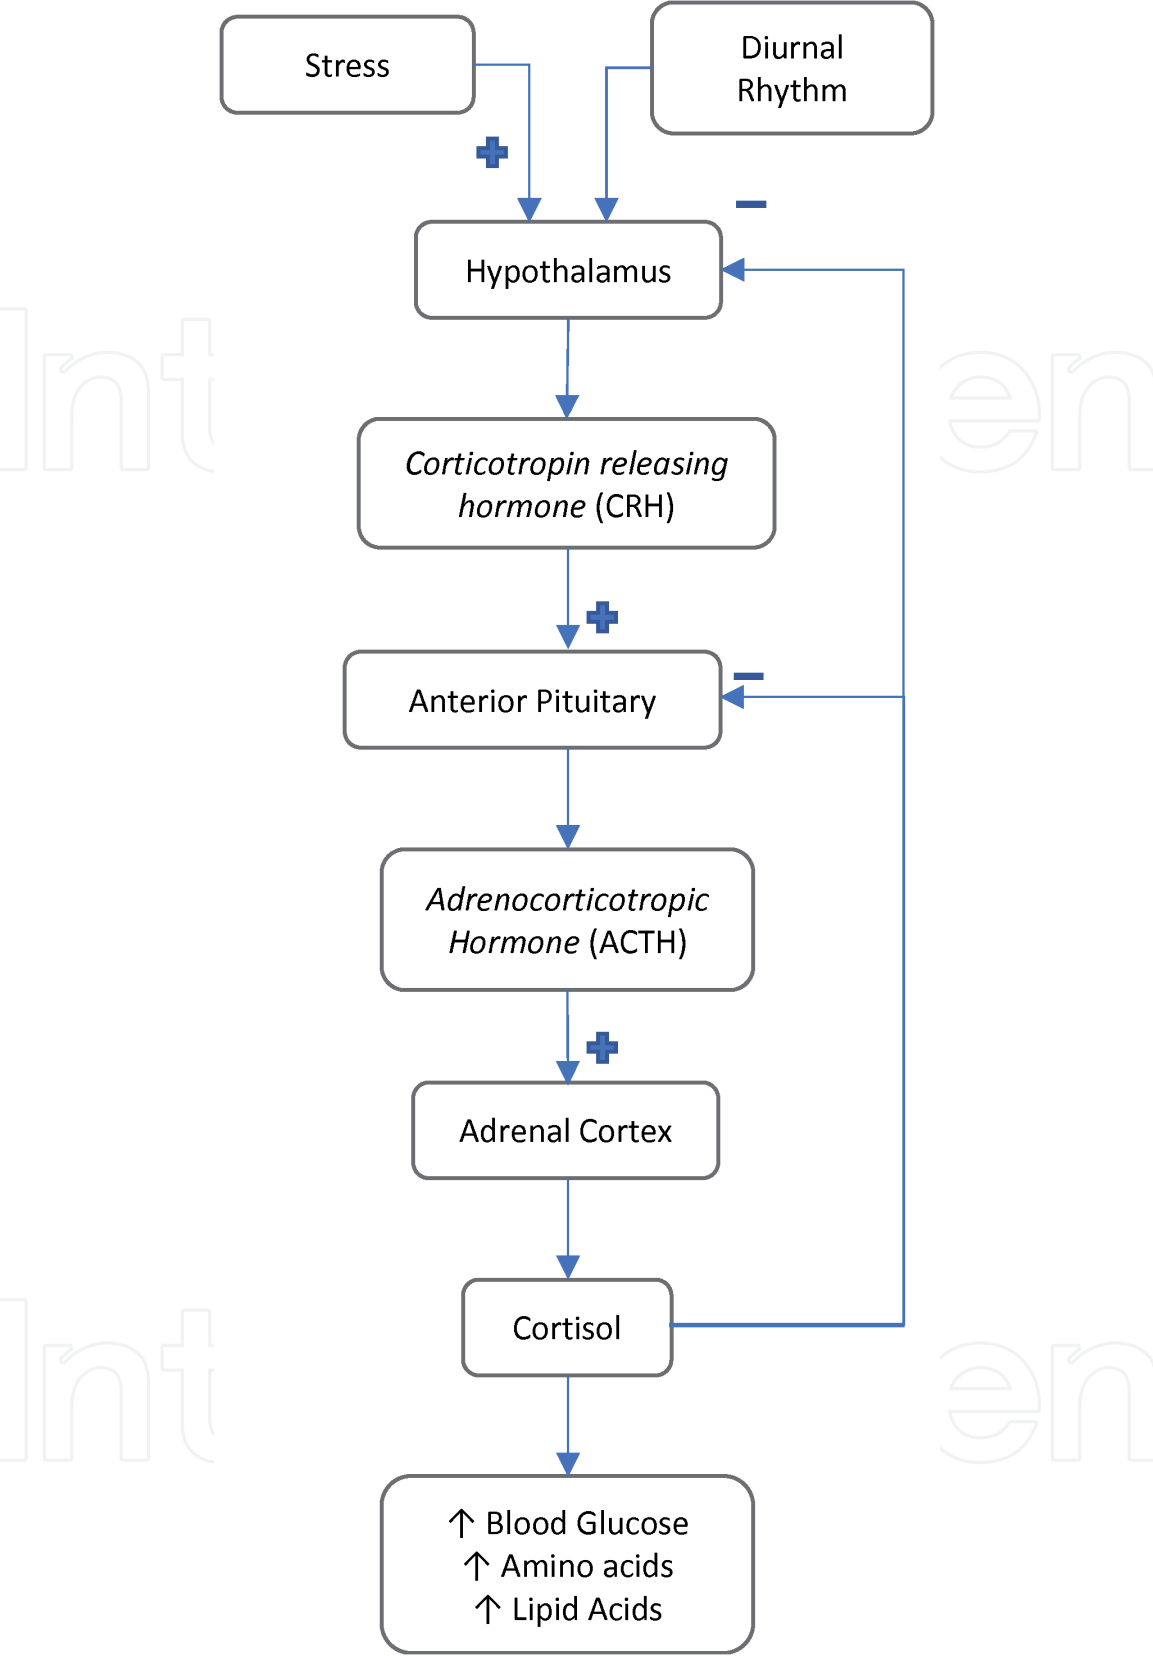 Stress
Diurnal
Rhythm
Hypothalamus
Corticotropin releasing
hormone (CRH)
Anterior Pituitary
Adrenocorticotropic
Hormone (ACTH)
Adrenal Cortex
Cortisol
↑ Blood Glucose
↑ Amino acids
↑ Lipid Acids